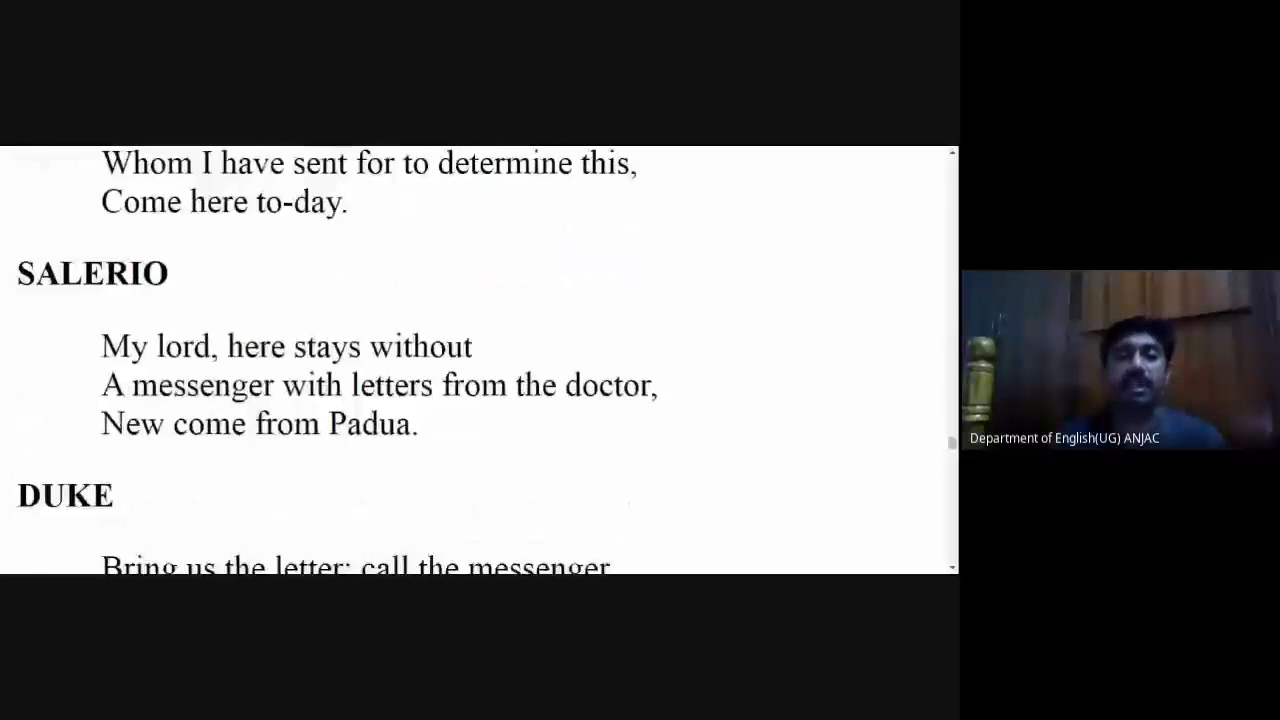 Whom I have sent for to determine this,
Come here to-day.
SALERIO
My lord, here stays without
A messenger with letters from the doctor,
New come from Padua.
DUKE
Bring us the letter; call the messenger.
Department of English(UG) ANJAC